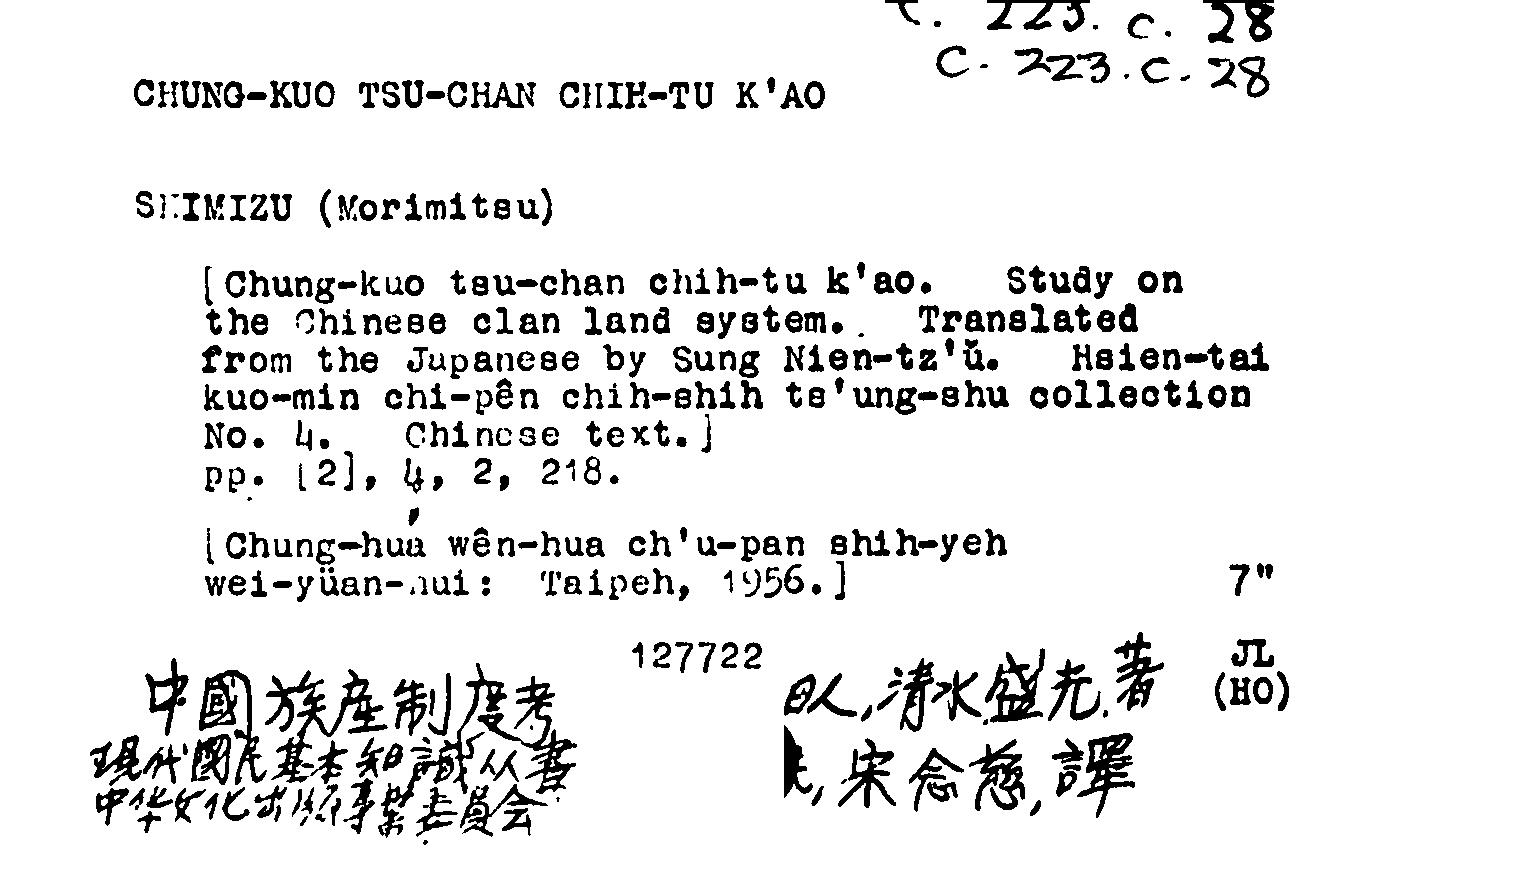 C. 223. C. 28
C. 223. C. 28
CHUNG-KUO TSU-CHAN CHIH-TU K'AO
SHIMIZU (Morimitsu)
[Chung-kuo tsu-chan chih-tu k'ao. Study on
the Chinese clan land system. Translated
from the Japanese by Sung Nien-tz'ŭ. Hsien-tai
kuo-min chi-pên chih-shih ts'ung-shu collection
No. 4. Chinese text.]
pp. [2], 4, 2, 218.
[Chung-hua wên-hua ch'u-pan shih-yeh
wei-yüan-hui: Taipeh, 1956.]
7"
127722
JL
(HO)
中國族産制度考
現代國民基本知識从書
中华文化出版事業委員会
日人,清水盛光.著
宋念慈,譯